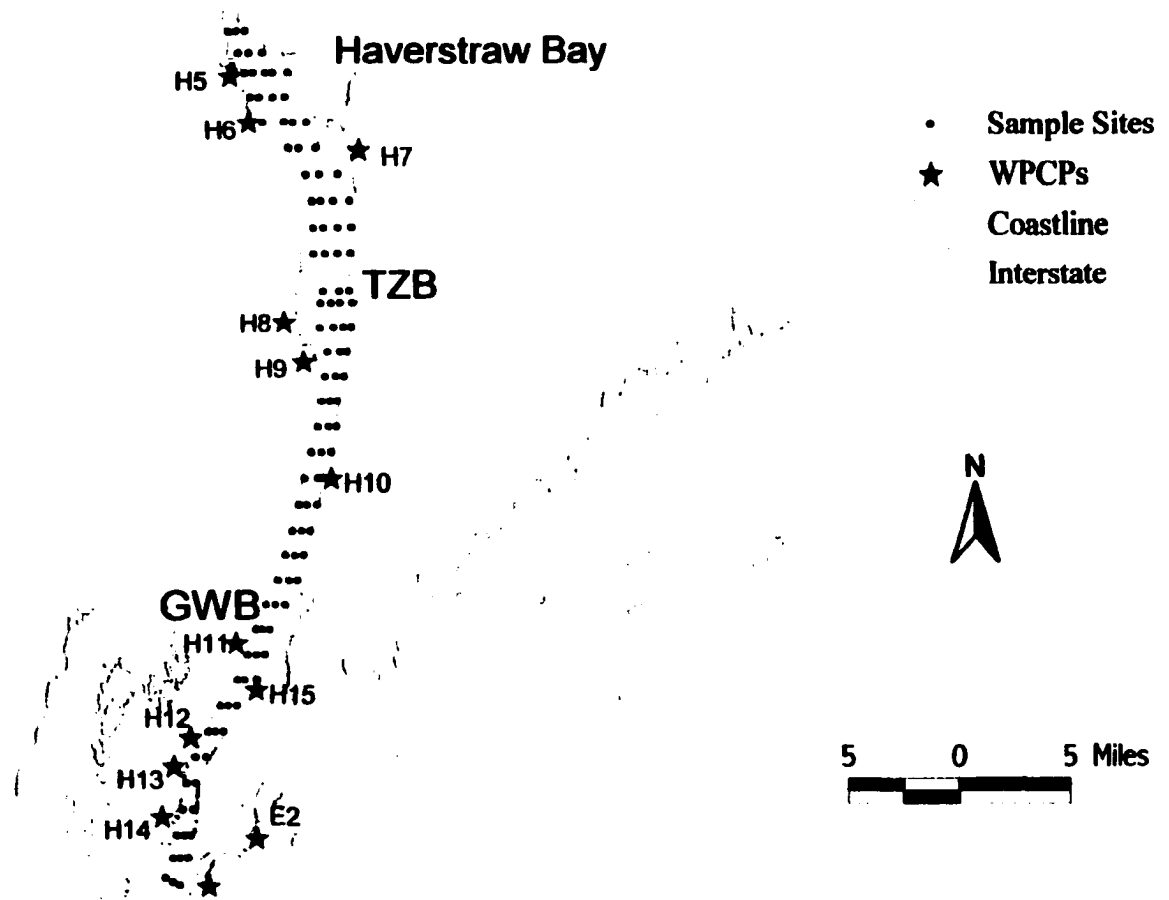 Haverstraw Bay
H5
H6
H7
Sample Sites
WPCPs
Coastline
Interstate
TZB
H8
H9
N
H10
GWB
H11
H15
H12
5 0 5 Miles
H13
E2
H14